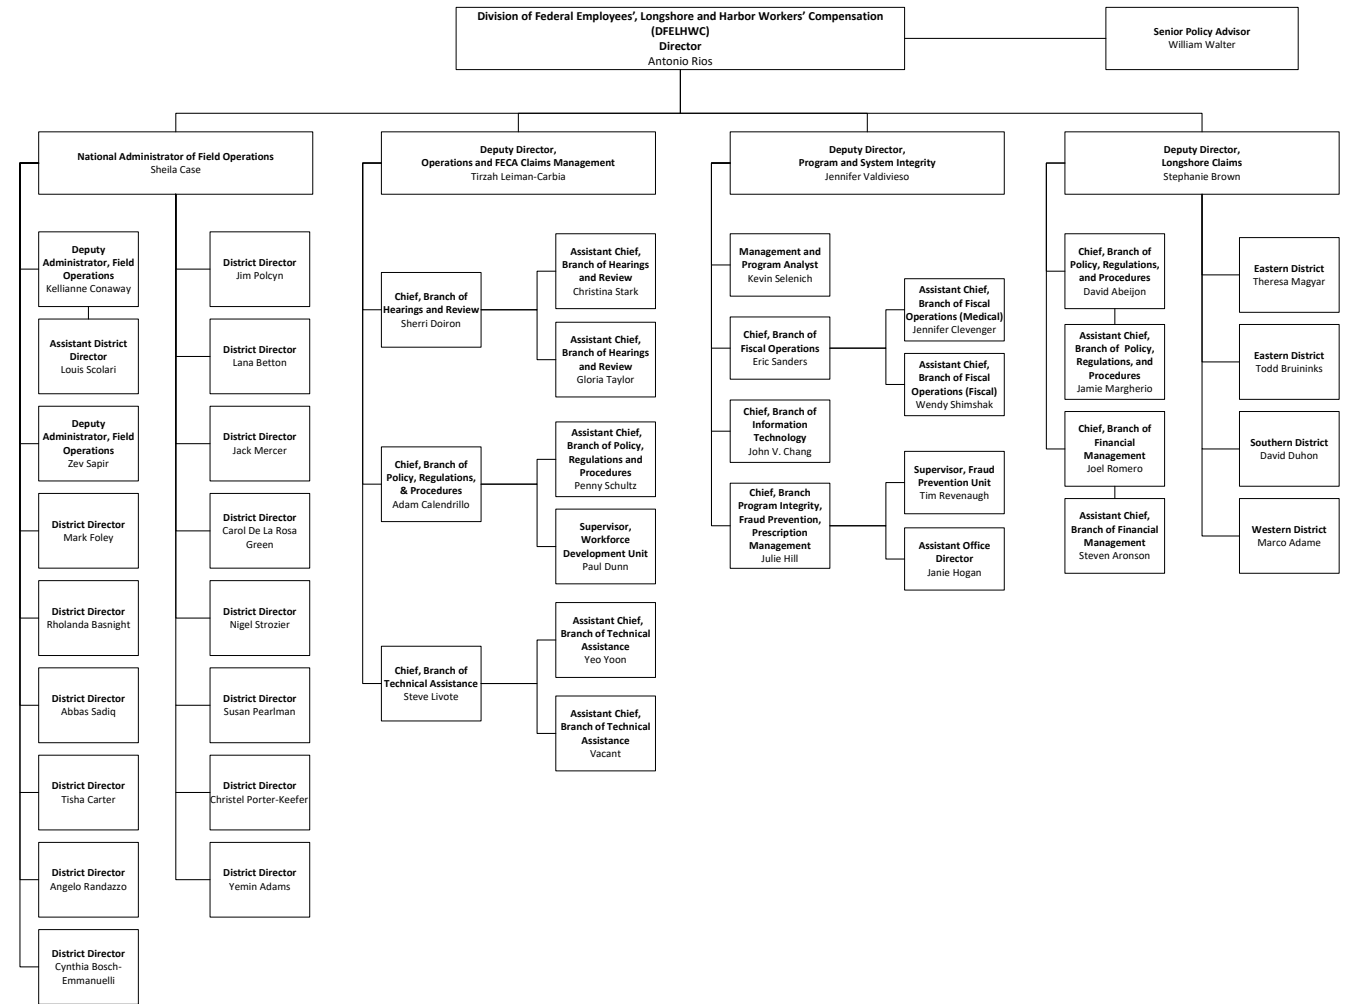 Division of Federal Employees’, Longshore and Harbor Workers’ Compensation
(DFELHWC)
Director
Antonio Rios
Senior Policy Advisor
William Walter
National Administrator of Field Operations
Sheila Case
Deputy
Administrator, Field
Operations
Kellianne Conaway
Assistant District
Director
Louis Scolari
Deputy
Administrator, Field
Operations
Zev Sapir
District Director
Mark Foley
District Director
Rholanda Basnight
District Director
Abbas Sadiq
District Director
Tisha Carter
District Director
Angelo Randazzo
District Director
Cynthia Bosch-
Emmanuelli
District Director
Jim Polcyn
District Director
Lana Betton
District Director
Jack Mercer
District Director
Carol De La Rosa
Green
District Director
Nigel Strozier
District Director
Susan Pearlman
District Director
Christel Porter-Keefer
District Director
Yemin Adams
Deputy Director,
Operations and FECA Claims Management
Tirzah Leiman-Carbia
Chief, Branch of
Hearings and Review
Sherri Doiron
Assistant Chief,
Branch of Hearings
and Review
Christina Stark
Assistant Chief,
Branch of Hearings
and Review
Gloria Taylor
Chief, Branch of
Policy, Regulations,
& Procedures
Adam Calendrillo
Assistant Chief,
Branch of Policy,
Regulations and
Procedures
Penny Schultz
Supervisor,
Workforce
Development Unit
Paul Dunn
Chief, Branch of
Technical Assistance
Steve Livote
Assistant Chief,
Branch of Technical
Assistance
Yeo Yoon
Assistant Chief,
Branch of Technical
Assistance
Vacant
Deputy Director,
Program and System Integrity
Jennifer Valdivieso
Management and
Program Analyst
Kevin Selenich
Chief, Branch of
Fiscal Operations
Eric Sanders
Assistant Chief,
Branch of Fiscal
Operations (Medical)
Jennifer Clevenger
Assistant Chief,
Branch of Fiscal
Operations (Fiscal)
Wendy Shimshak
Chief, Branch of
Information
Technology
John V. Chang
Chief, Branch
Program Integrity,
Fraud Prevention,
Prescription
Management
Julie Hill
Supervisor, Fraud
Prevention Unit
Tim Revenaugh
Assistant Office
Director
Janie Hogan
Deputy Director,
Longshore Claims
Stephanie Brown
Chief, Branch of
Policy, Regulations,
and Procedures
David Abeijon
Assistant Chief,
Branch of Policy,
Regulations, and
Procedures
Jamie Margherio
Chief, Branch of
Financial
Management
Joel Romero
Assistant Chief,
Branch of Financial
Management
Steven Aronson
Eastern District
Theresa Magyar
Eastern District
Todd Bruininks
Southern District
David Duhon
Western District
Marco Adame